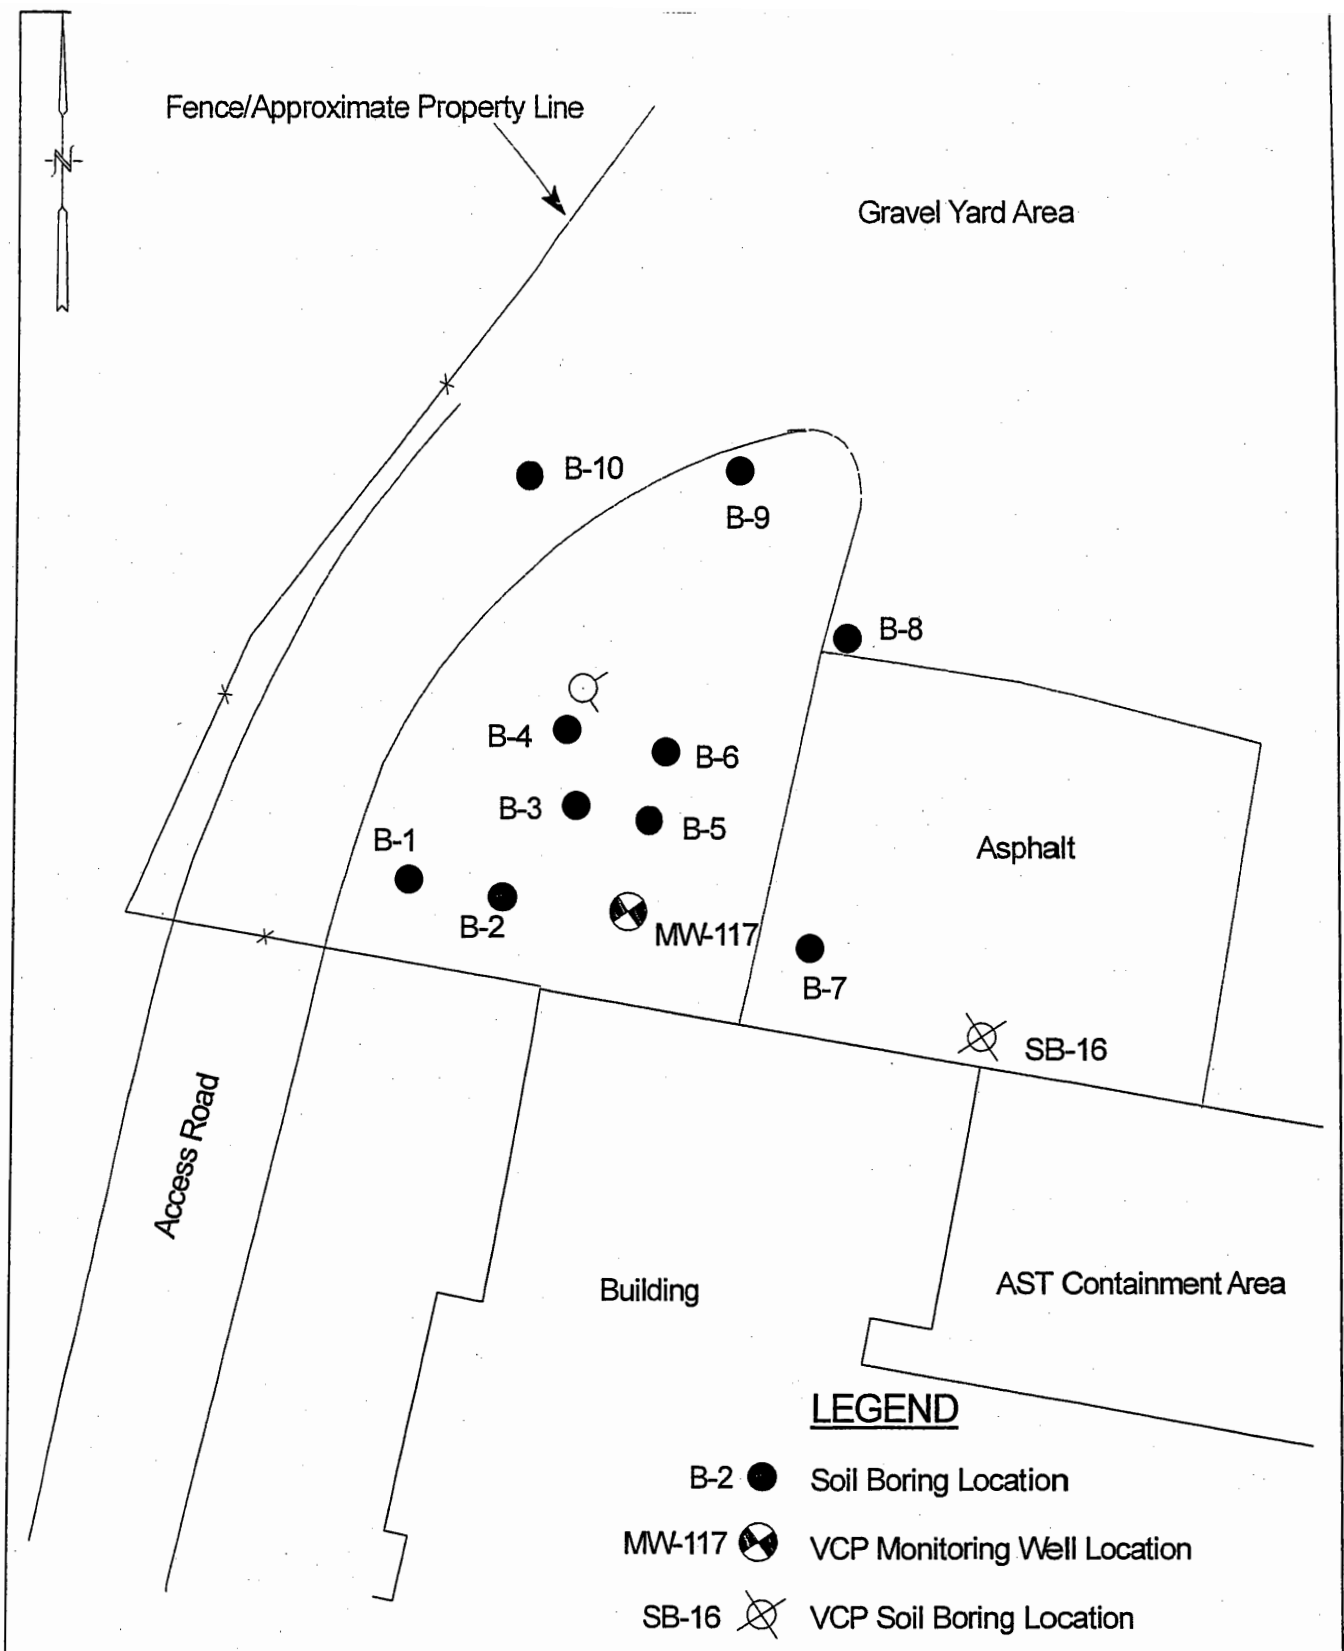 Fence/Approximate Property Line
N
Gravel Yard Area
B-10
B-9
B-8
B-4
B-6
B-3
B-5
B-1
Asphalt
B-2
MW-117
B-7
SB-16
Access Road
Building
AST Containment Area
LEGEND
B-2 Soil Boring Location
MW-117 VCP Monitoring Well Location
SB-16 VCP Soil Boring Location